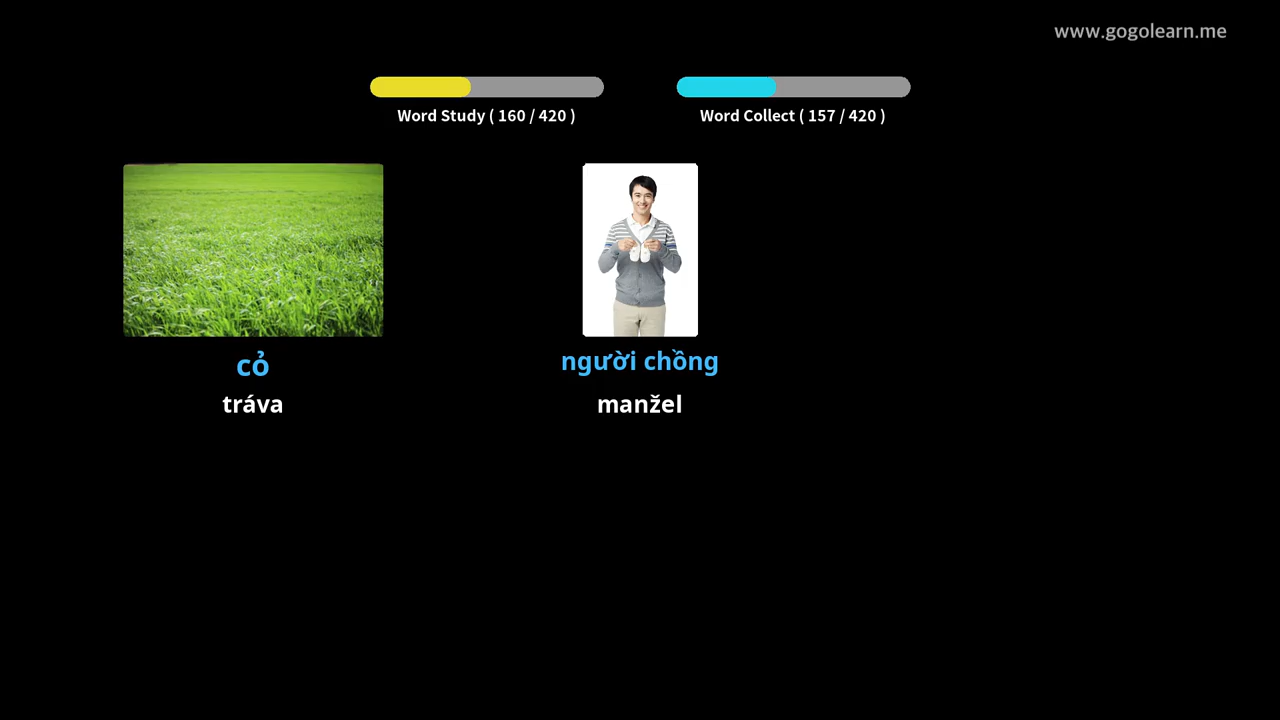 www.gogolearn.me
Word Study ( 160 / 420 )
Word Collect ( 157 / 420 )
cỏ
tráva
người chồng
manžel